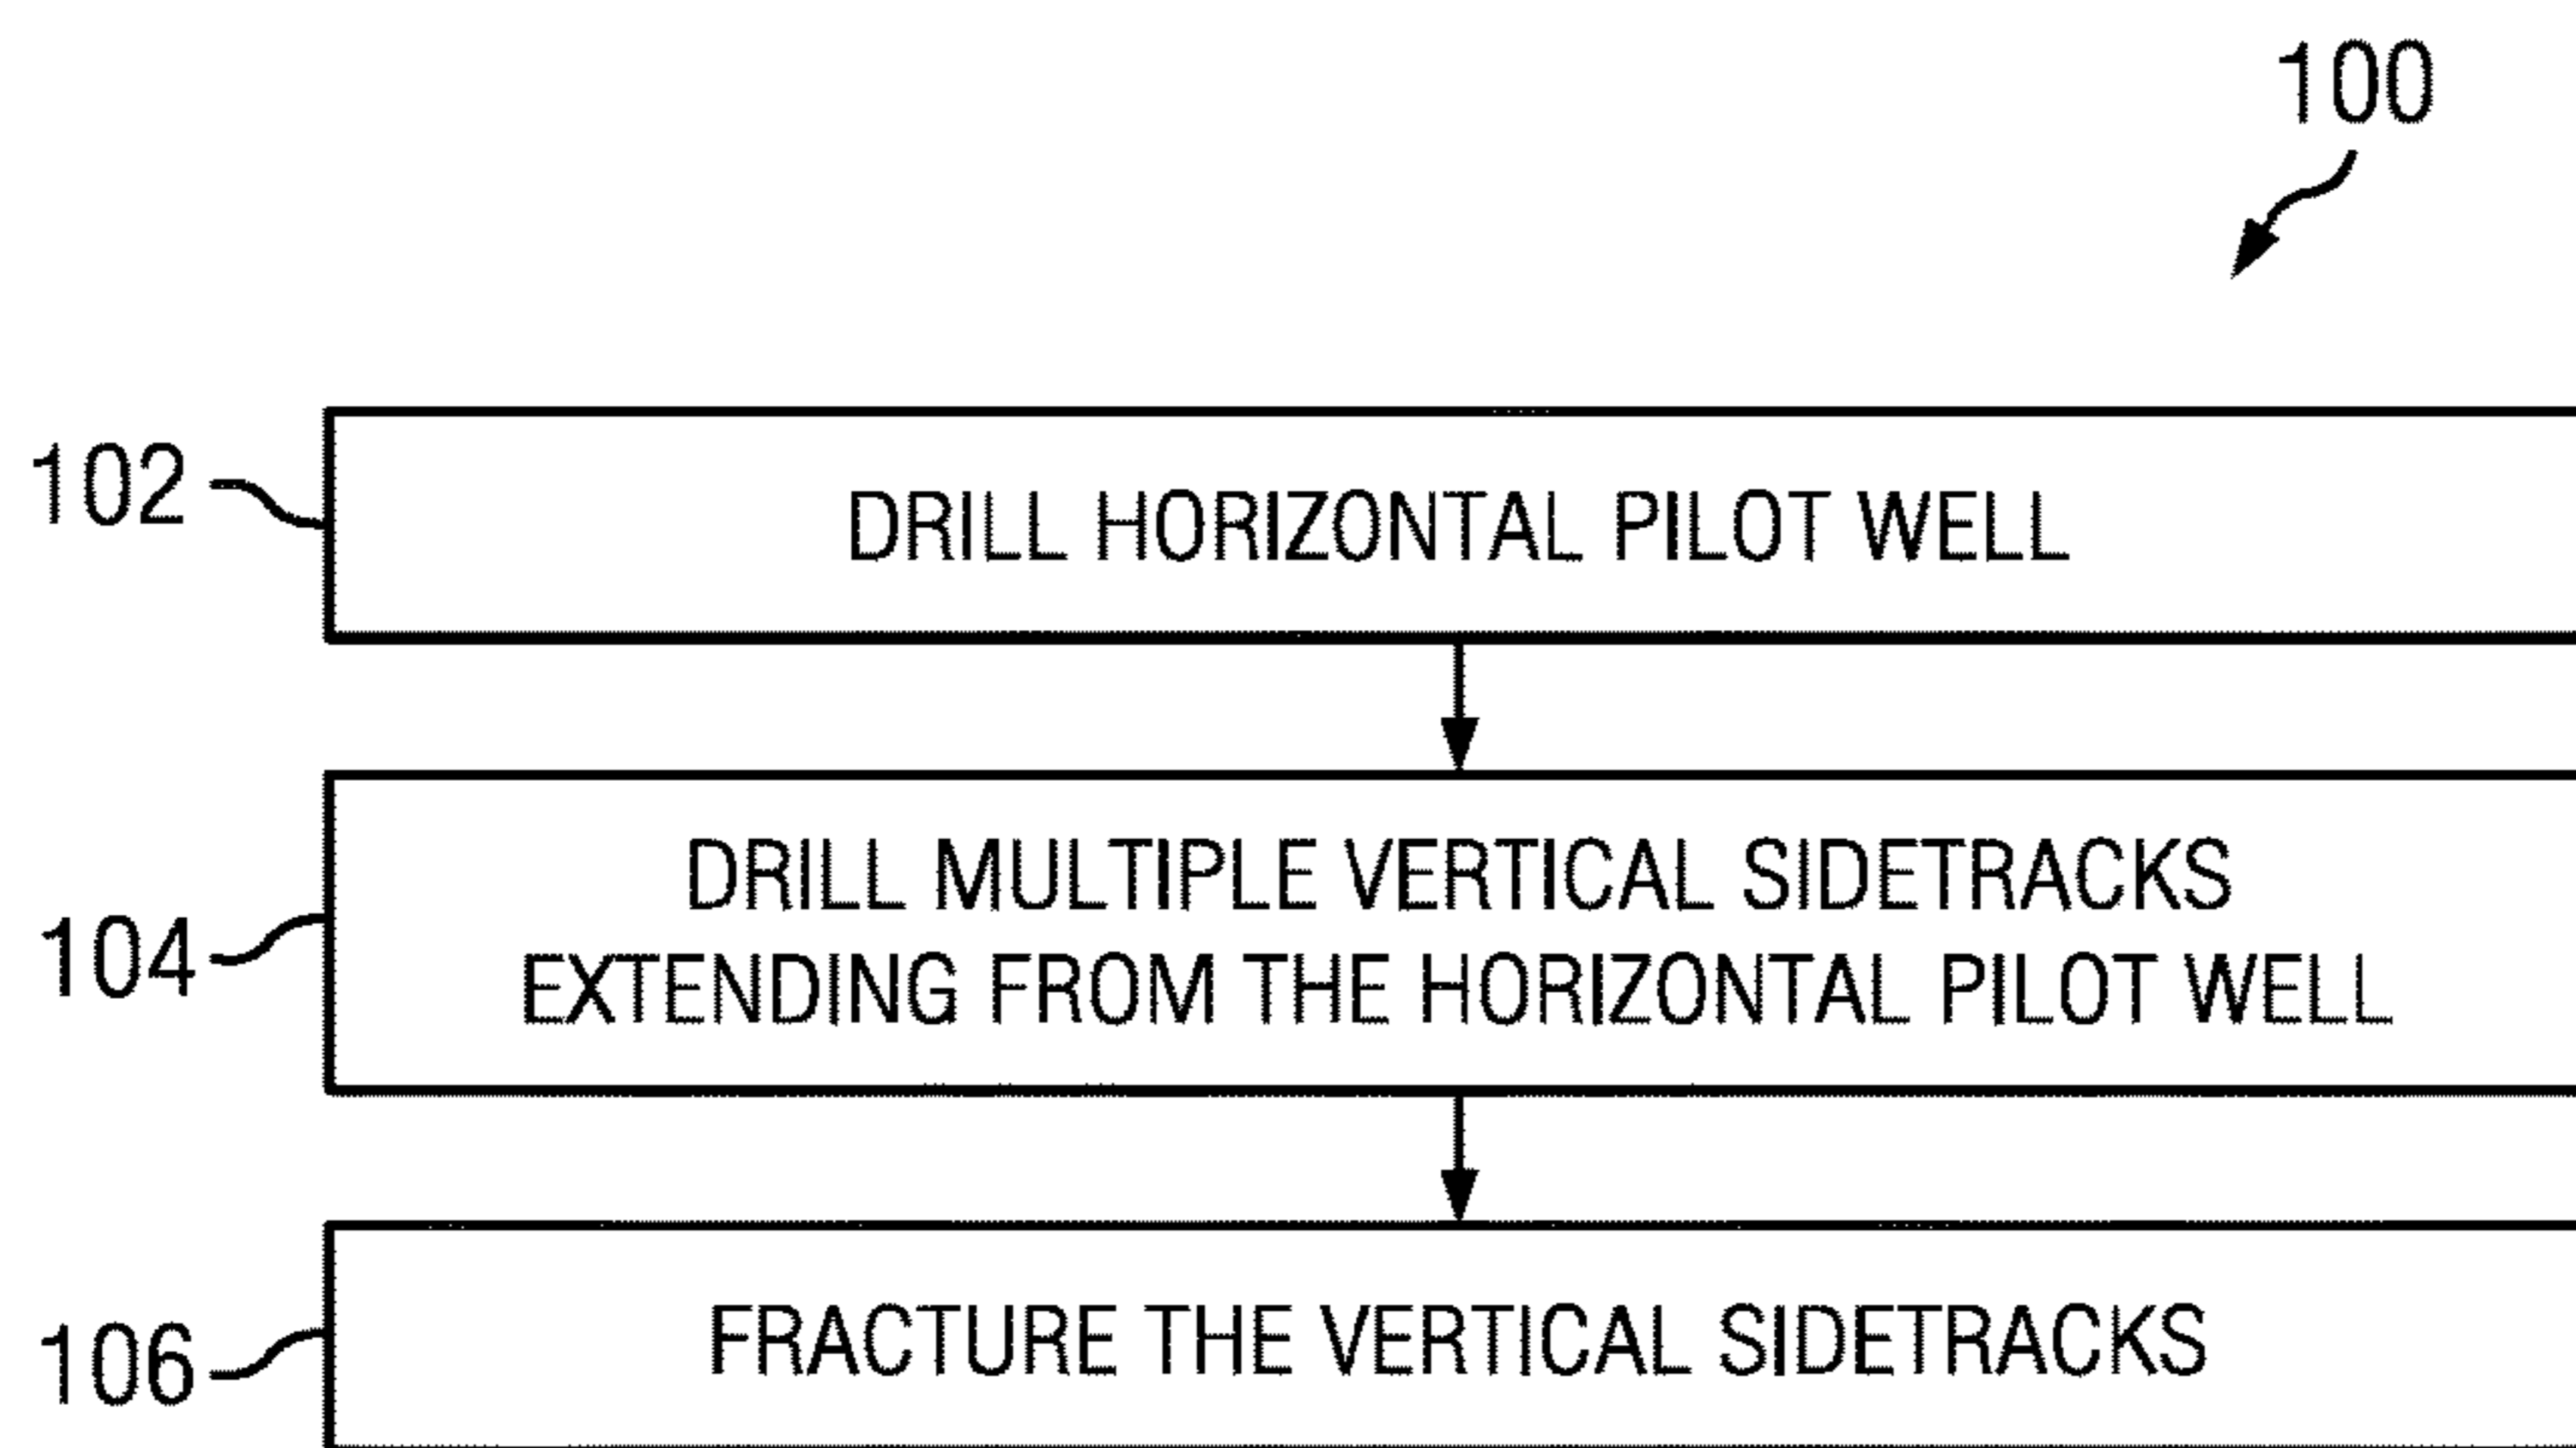 100
102
DRILL HORIZONTAL PILOT WELL
104
DRILL MULTIPLE VERTICAL SIDETRACKS
EXTENDING FROM THE HORIZONTAL PILOT WELL
106
FRACTURE THE VERTICAL SIDETRACKS